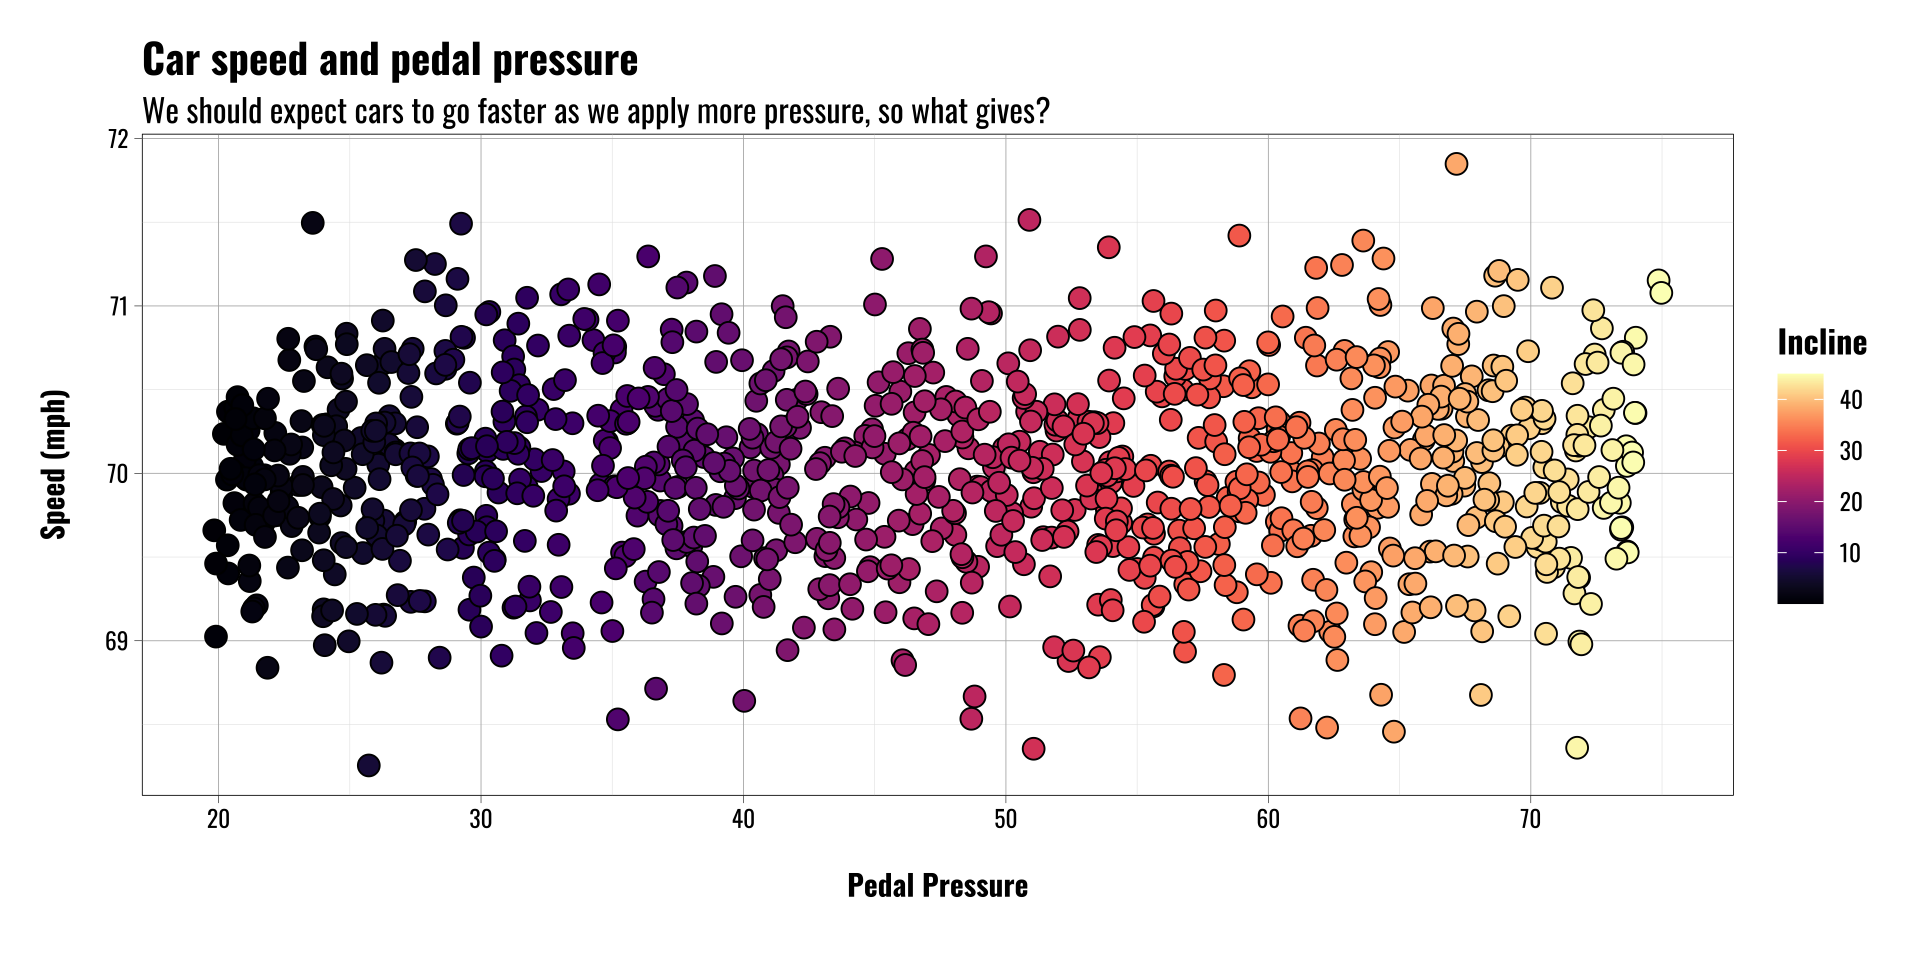 Car speed and pedal pressure
We should expect cars to go faster as we apply more pressure, so what gives?
72
71
70
69
Speed (mph)
20 30 40 50 60 70
Pedal Pressure
Incline
40
30
20
10